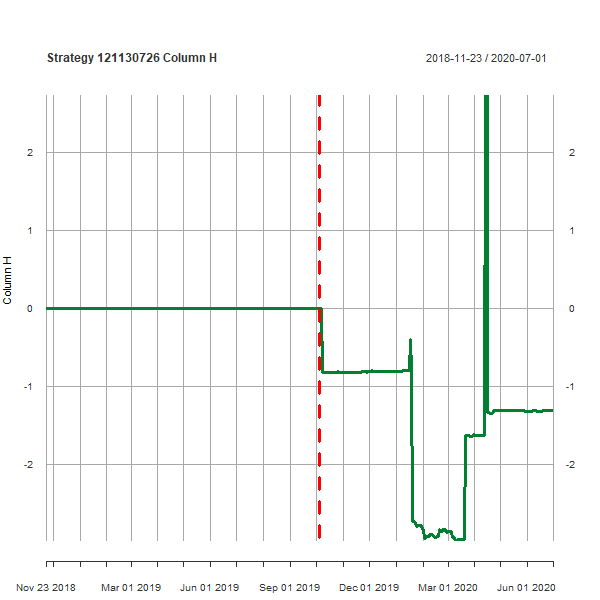 Strategy 121130726 Column H 2018-11-23 / 2020-07-01
2 2
1 1
0 0
-1 -1
-2 -2
Column H
Nov 23 2018 Mar 01 2019 Jun 01 2019 Sep 01 2019 Dec 01 2019 Mar 01 2020 Jun 01 2020